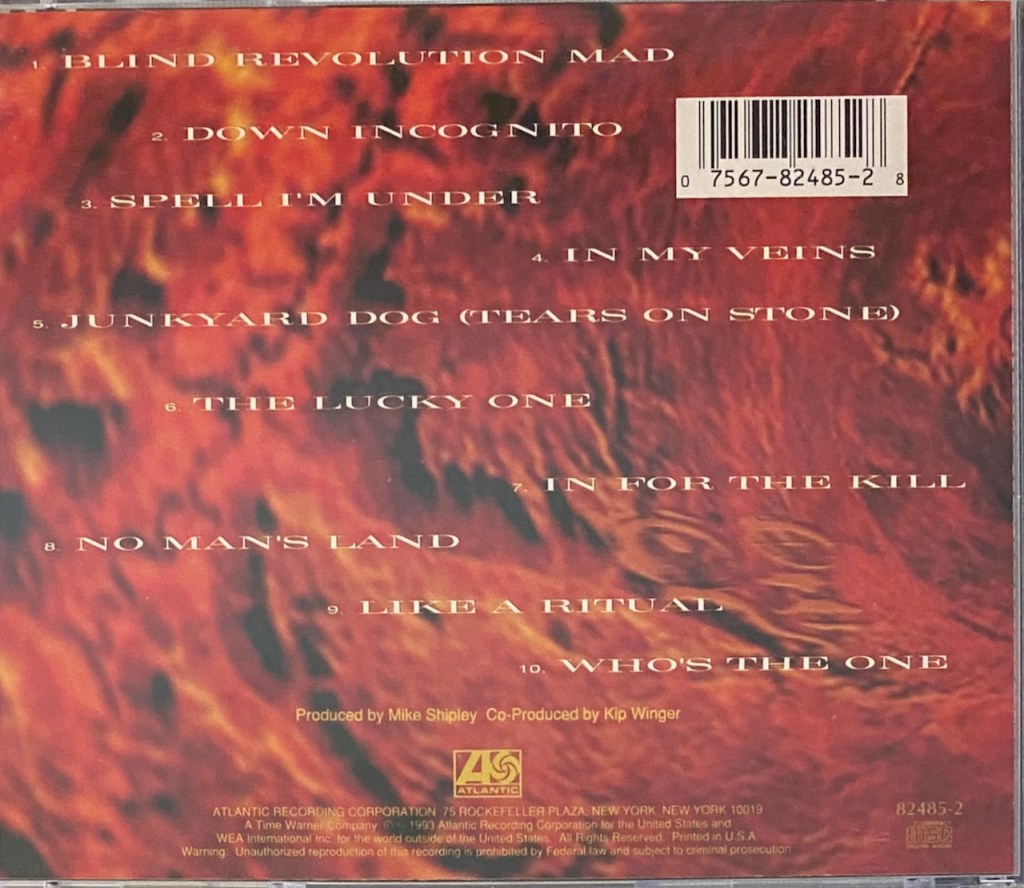 1. BLIND REVOLUTION MAD
2. DOWN INCOGNITO
0 7567-82485-2 8
3. SPELL I'M UNDER
4. IN MY VEINS
5. JUNKYARD DOG (TEARS ON STONE)
6. THE LUCKY ONE
7. IN FOR THE KILL
8. NO MAN'S LAND
9. LIKE A RITUAL
10. WHO'S THE ONE
Produced by Mike Shipley Co-Produced by Kip Winger
ATLANTIC
ATLANTIC RECORDING CORPORATION 75 ROCKEFELLER PLAZA, NEW YORK, NEW YORK 10019
82485-2
A Time Warner Company © 1993 Atlantic Recording Corporation for the United States and
WEA International Inc. for the world outside of the United States. All Rights Reserved. Printed in U.S.A.
Warning: Unauthorized reproduction of this recording is prohibited by Federal law and subject to criminal prosecution.